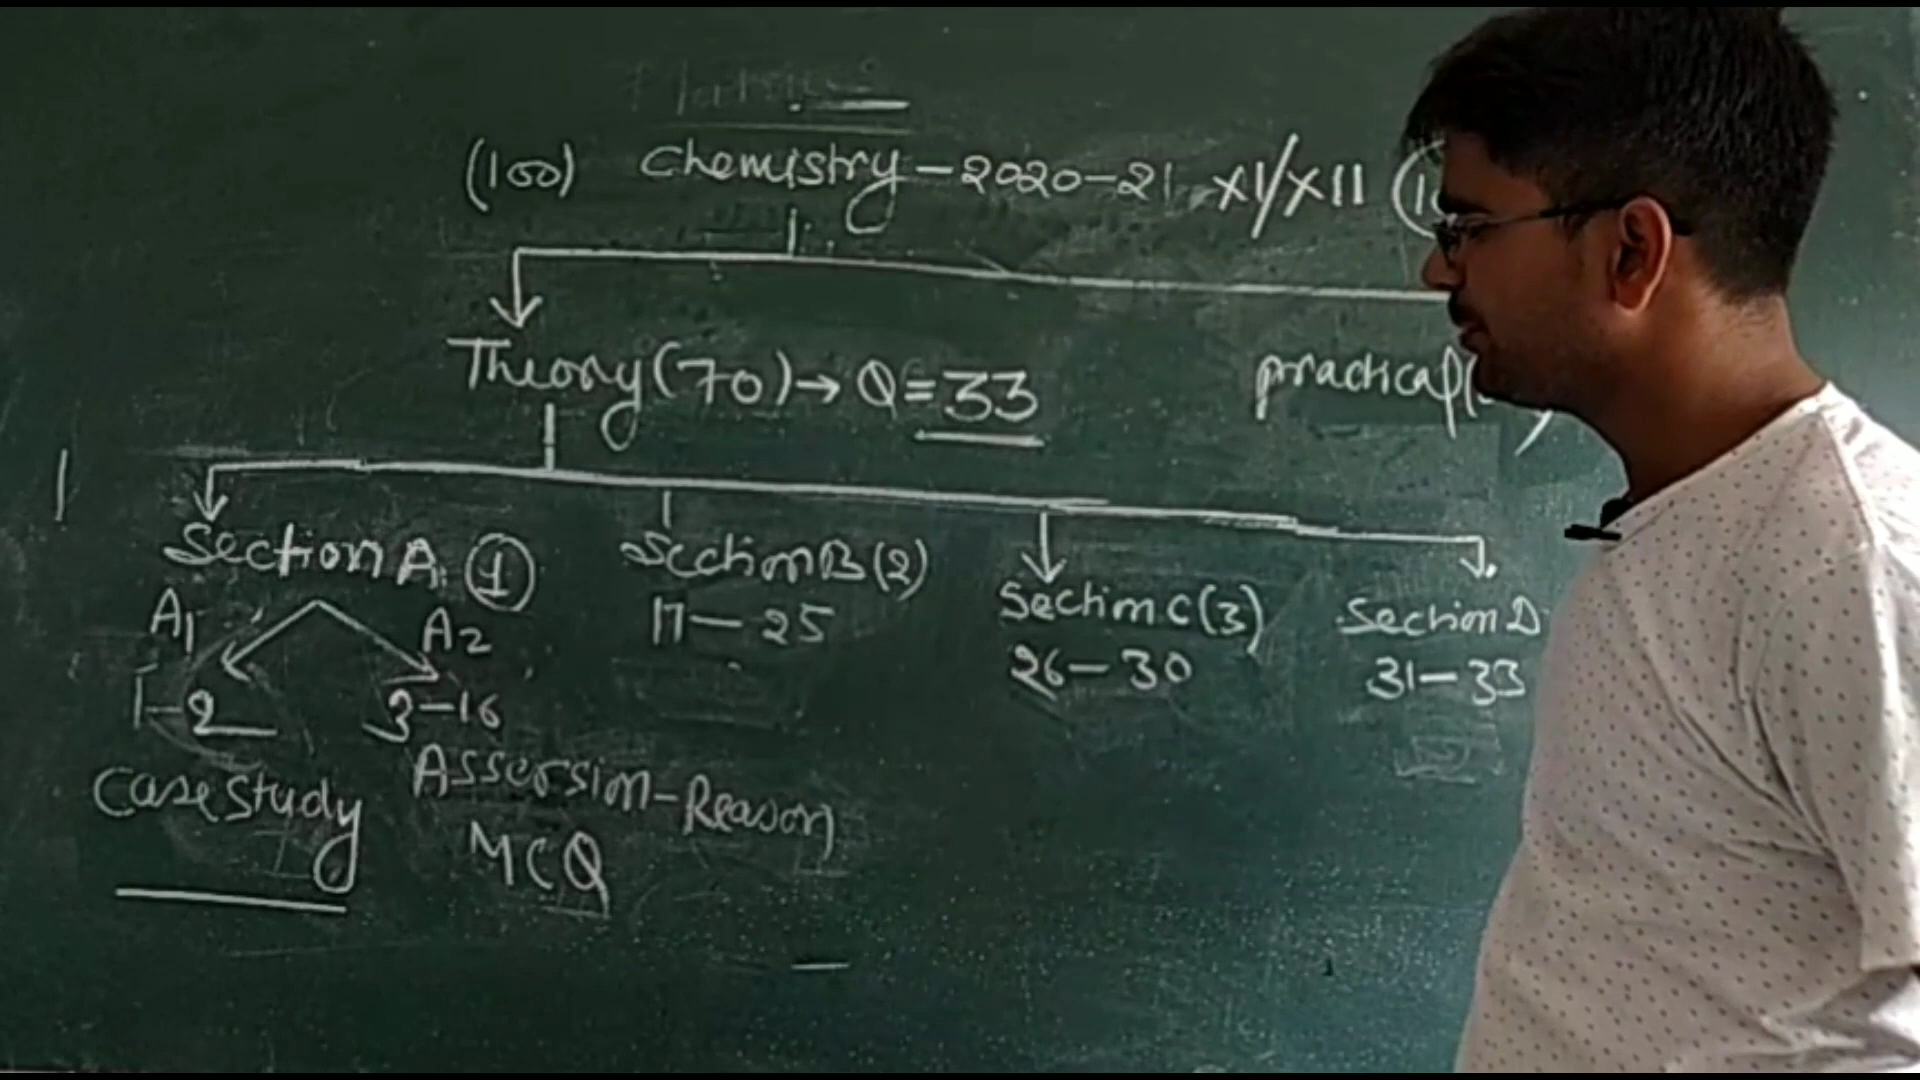 (100) Chemistry-2020-21 XI/XII
Theory(70)→Q=33
practical(
Section A. (1)
Section B (2)
Section C (3)
Section D
A1
A2
17-25
26-30
31-33
1-2
3-16
Case Study
Asserssion-Reason
MCQ